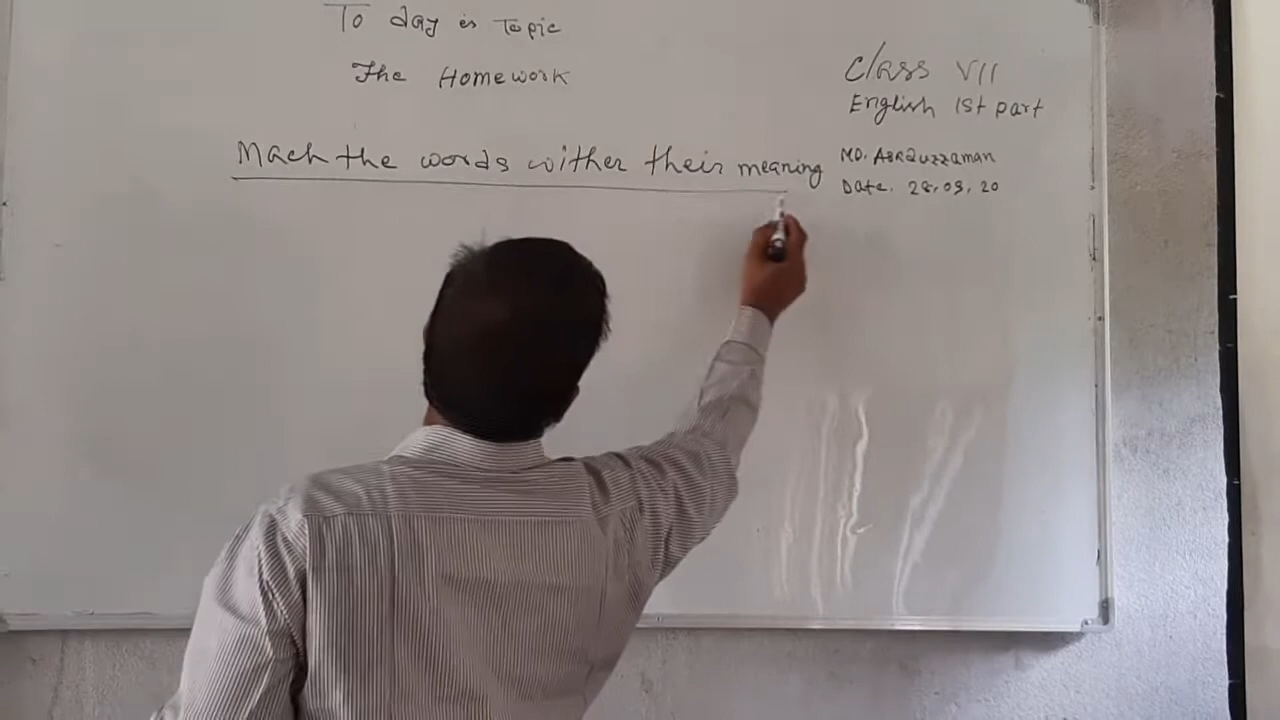 To day is Topic
The Homework
Class VII
English 1st part
Mach the words wither their meaning
MD. Asaduzzaman
Date. 28.09.20